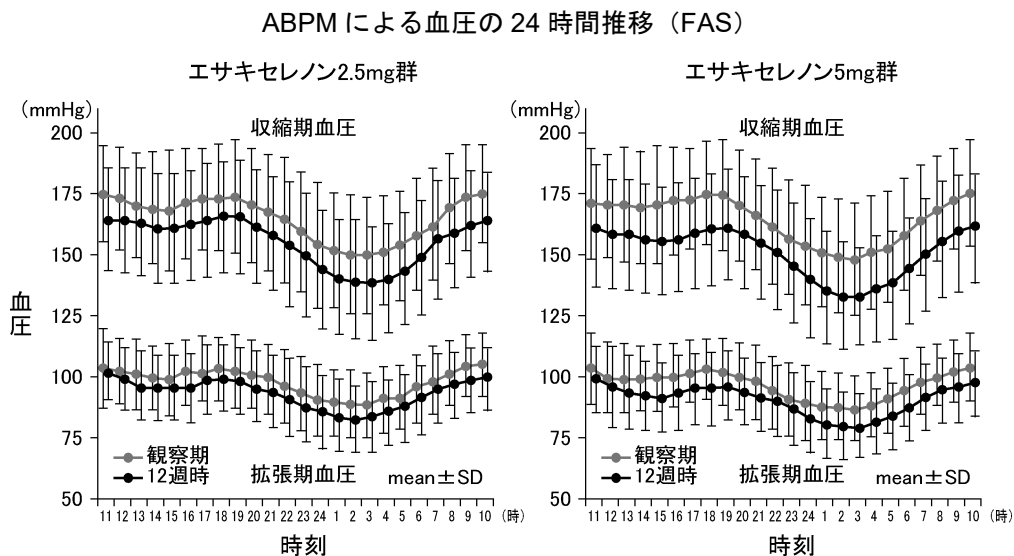 ABPM による血圧の 24 時間推移（FAS）
エサキセレノン2.5mg群
（mmHg）
収縮期血圧
200
175
150
125
100
75
50
血圧
観察期
12週時
拡張期血圧
mean±SD
11 12 13 14 15 16 17 18 19 20 21 22 23 24 1 2 3 4 5 6 7 8 9 10 （時）
時刻
エサキセレノン5mg群
（mmHg）
収縮期血圧
200
175
150
125
100
75
50
観察期
12週時
拡張期血圧
mean±SD
11 12 13 14 15 16 17 18 19 20 21 22 23 24 1 2 3 4 5 6 7 8 9 10 （時）
時刻